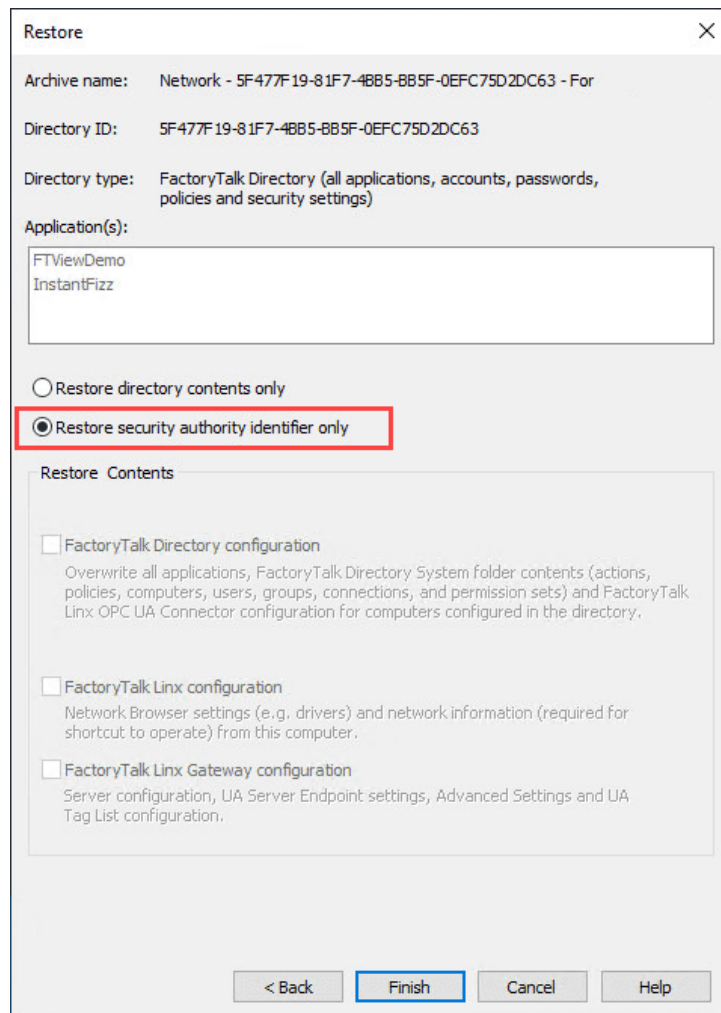 Restore
Archive name: Network - 5F477F19-81F7-4BB5-BB5F-0EFC75D2DC63 - For
Directory ID: 5F477F19-81F7-4BB5-BB5F-0EFC75D2DC63
Directory type: FactoryTalk Directory (all applications, accounts, passwords,
policies and security settings)
Application(s):
FTViewDemo
InstantFizz
Restore directory contents only
Restore security authority identifier only
Restore Contents
FactoryTalk Directory configuration
Overwrite all applications, FactoryTalk Directory System folder contents (actions,
policies, computers, users, groups, connections, and permission sets) and FactoryTalk
Linx OPC UA Connector configuration for computers configured in the directory.
FactoryTalk Linx configuration
Network Browser settings (e.g. drivers) and network information (required for
shortcut to operate) from this computer.
FactoryTalk Linx Gateway configuration
Server configuration, UA Server Endpoint settings, Advanced Settings and UA
Tag List configuration.
< Back Finish Cancel Help